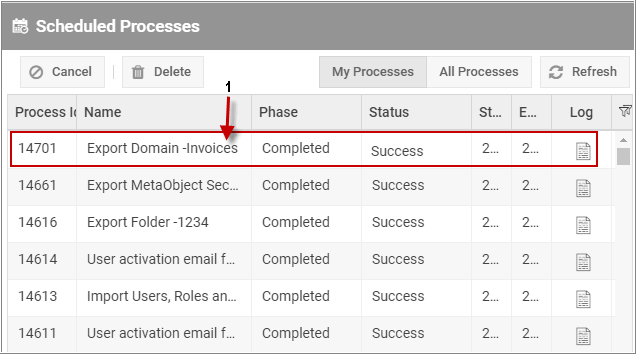 Scheduled Processes
Cancel Delete My Processes All Processes Refresh
1
Process Id Name Phase Status St... E... Log
14701 Export Domain -Invoices Completed Success 2... 2...
14661 Export MetaObject Sec... Completed Success 2... 2...
14616 Export Folder -1234 Completed Success 2... 2...
14614 User activation email f... Completed Success 2... 2...
14613 Import Users, Roles an... Completed Success 2... 2...
14611 User activation email f... Completed Success 2... 2...